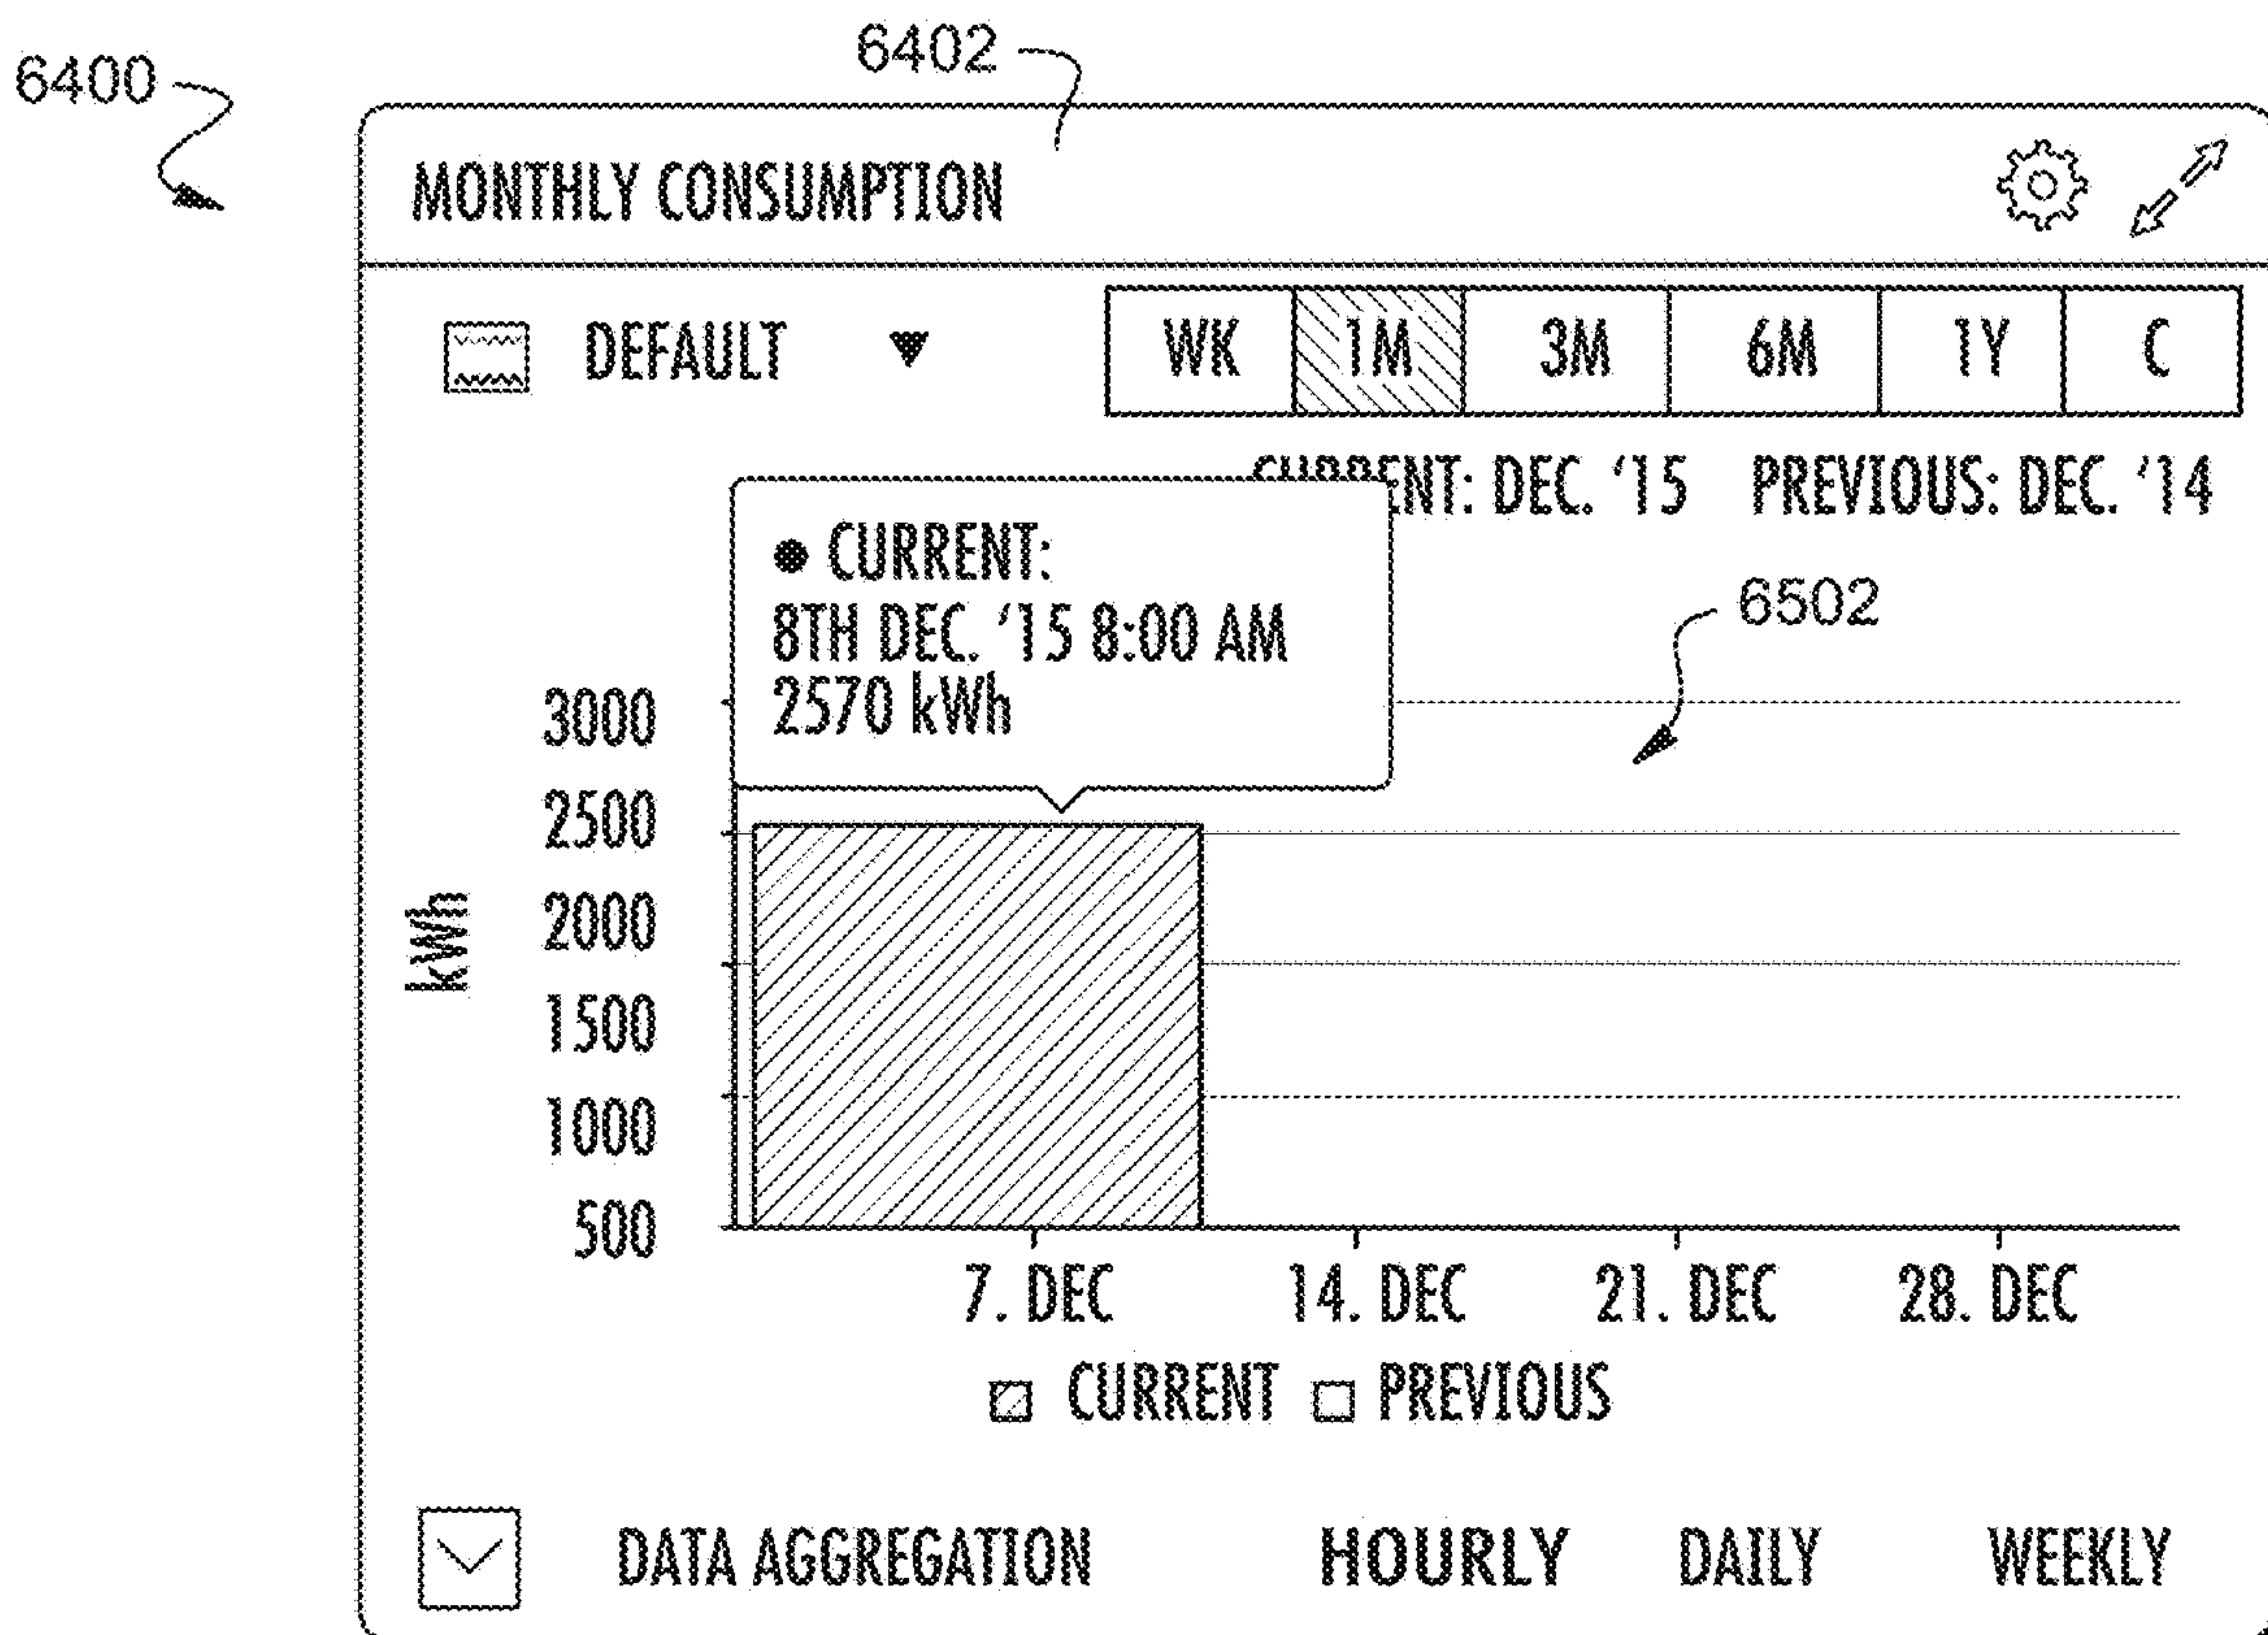 6400
6402
MONTHLY CONSUMPTION
DEFAULT
WK 1M 3M 6M 1Y C
CURRENT: DEC. ‘15 PREVIOUS: DEC. ‘14
CURRENT:
8TH DEC. ‘15 8:00 AM
2570 kWh
6502
3000
2500
2000
1500
1000
500
kWh
7. DEC 14. DEC 21. DEC 28. DEC
CURRENT PREVIOUS
DATA AGGREGATION HOURLY DAILY WEEKLY